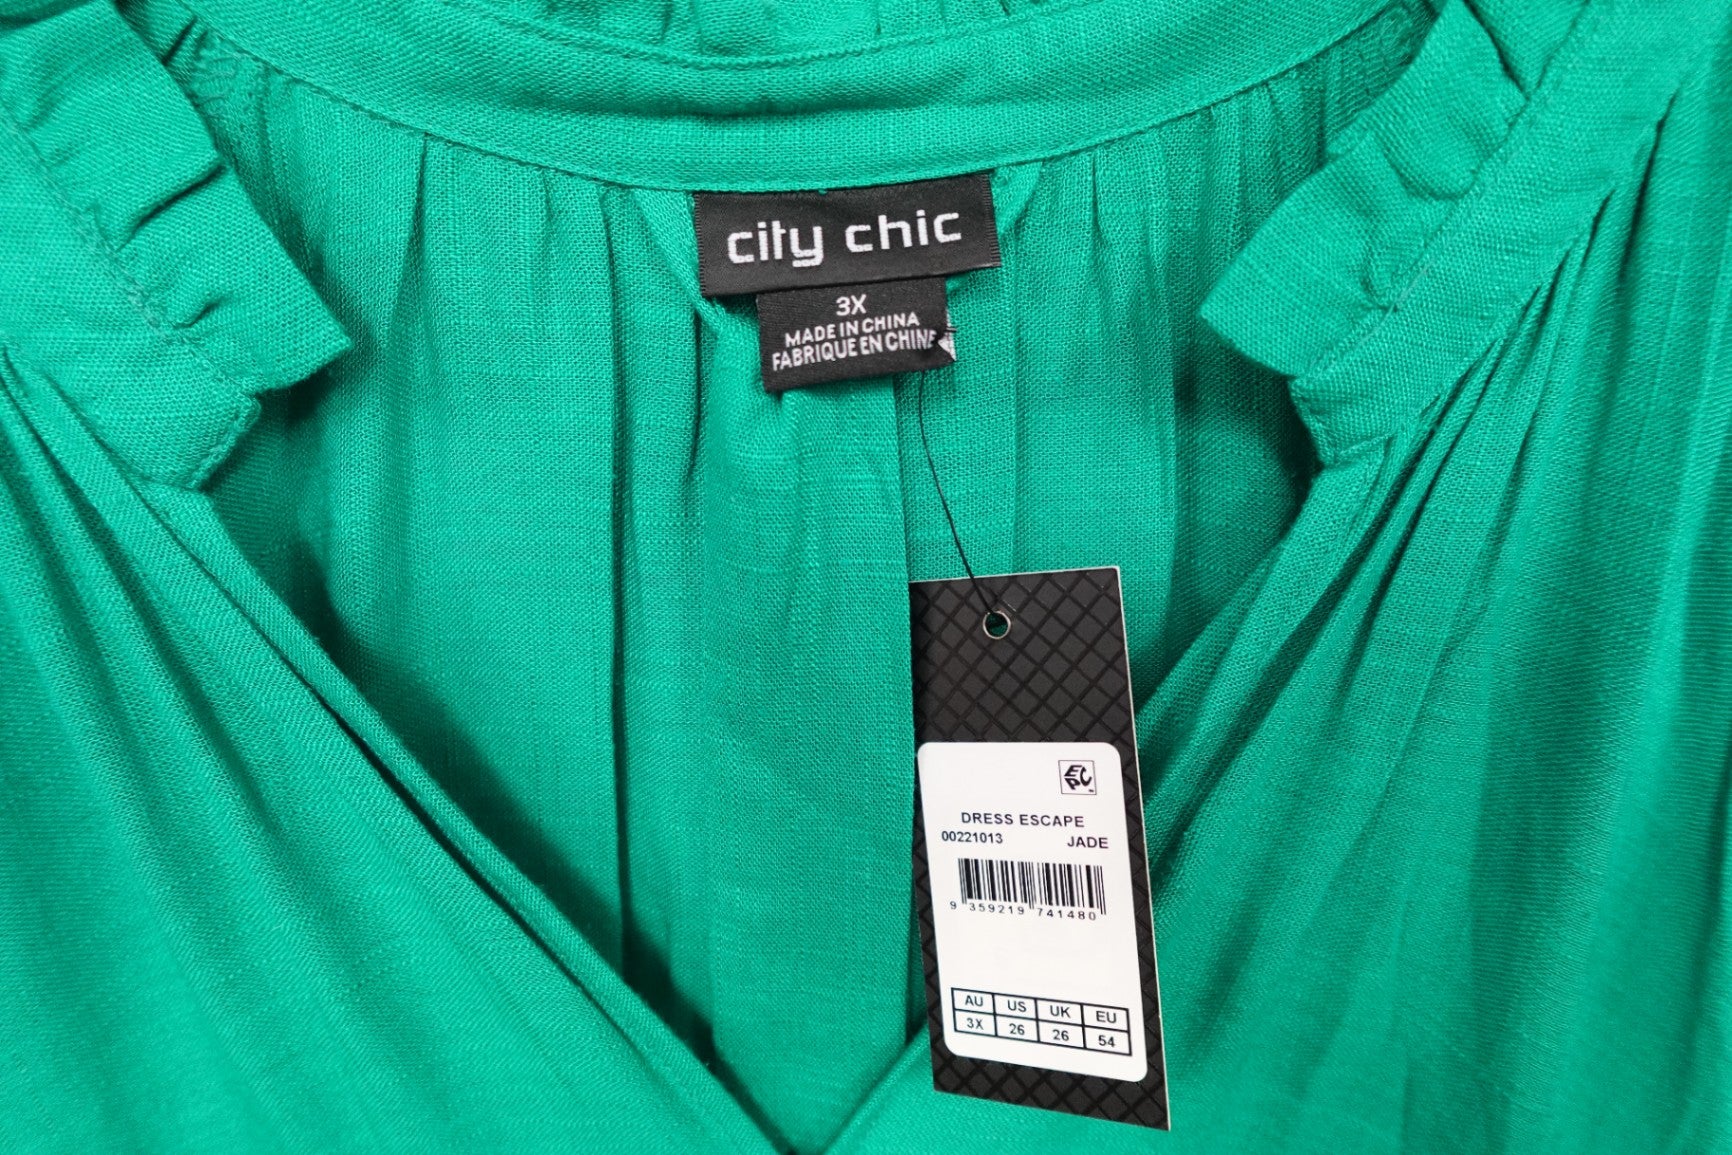 city chic
3X
MADE IN CHINA
FABRIQUE EN CHINE
EPC
DRESS ESCAPE
00221013 JADE
9 359219 741480
AU US UK EU
3X 26 26 54